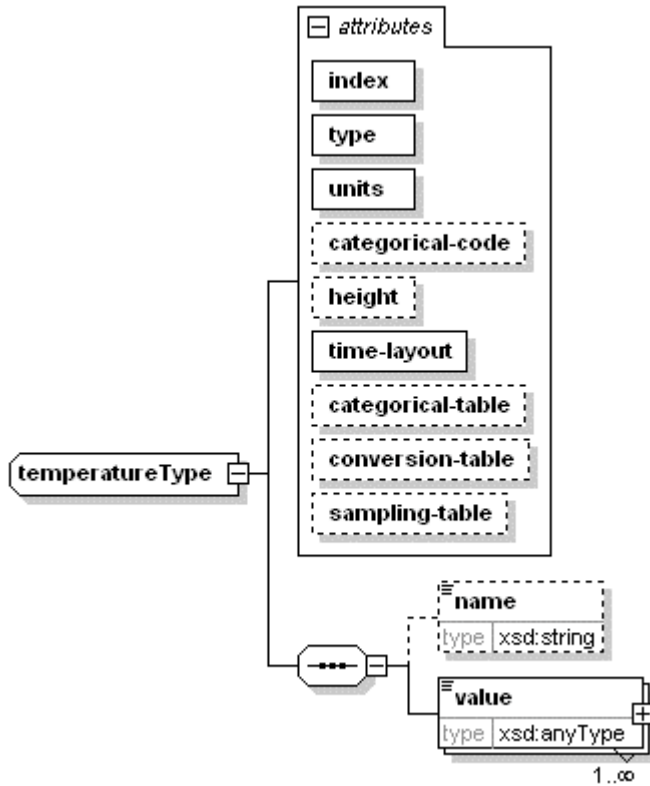 attributes
index
type
units
categorical-code
height
time-layout
categorical-table
conversion-table
sampling-table
temperatureType
name
type xsd:string
value
type xsd:anyType
1..∞